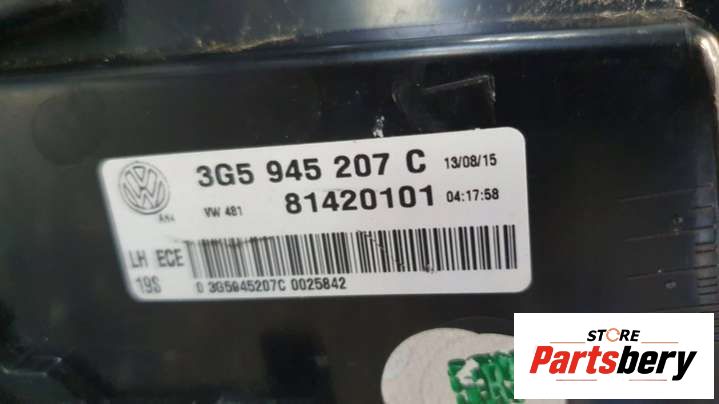 3G5 945 207 C 13/08/15
VW 481 81420101 04:17:58
LH ECE
19S 0 3G5945207C 0025842
STORE
Partsbery